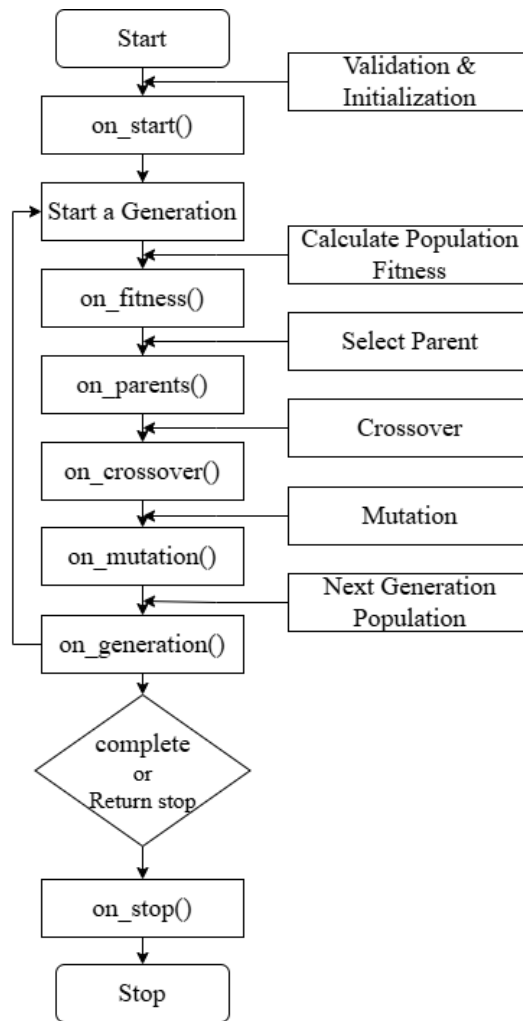 Start
Validation &
Initialization
on_start()
Start a Generation
Calculate Population
Fitness
on_fitness()
Select Parent
on_parents()
Crossover
on_crossover()
Mutation
on_mutation()
Next Generation
Population
on_generation()
complete
or
Return stop
on_stop()
Stop